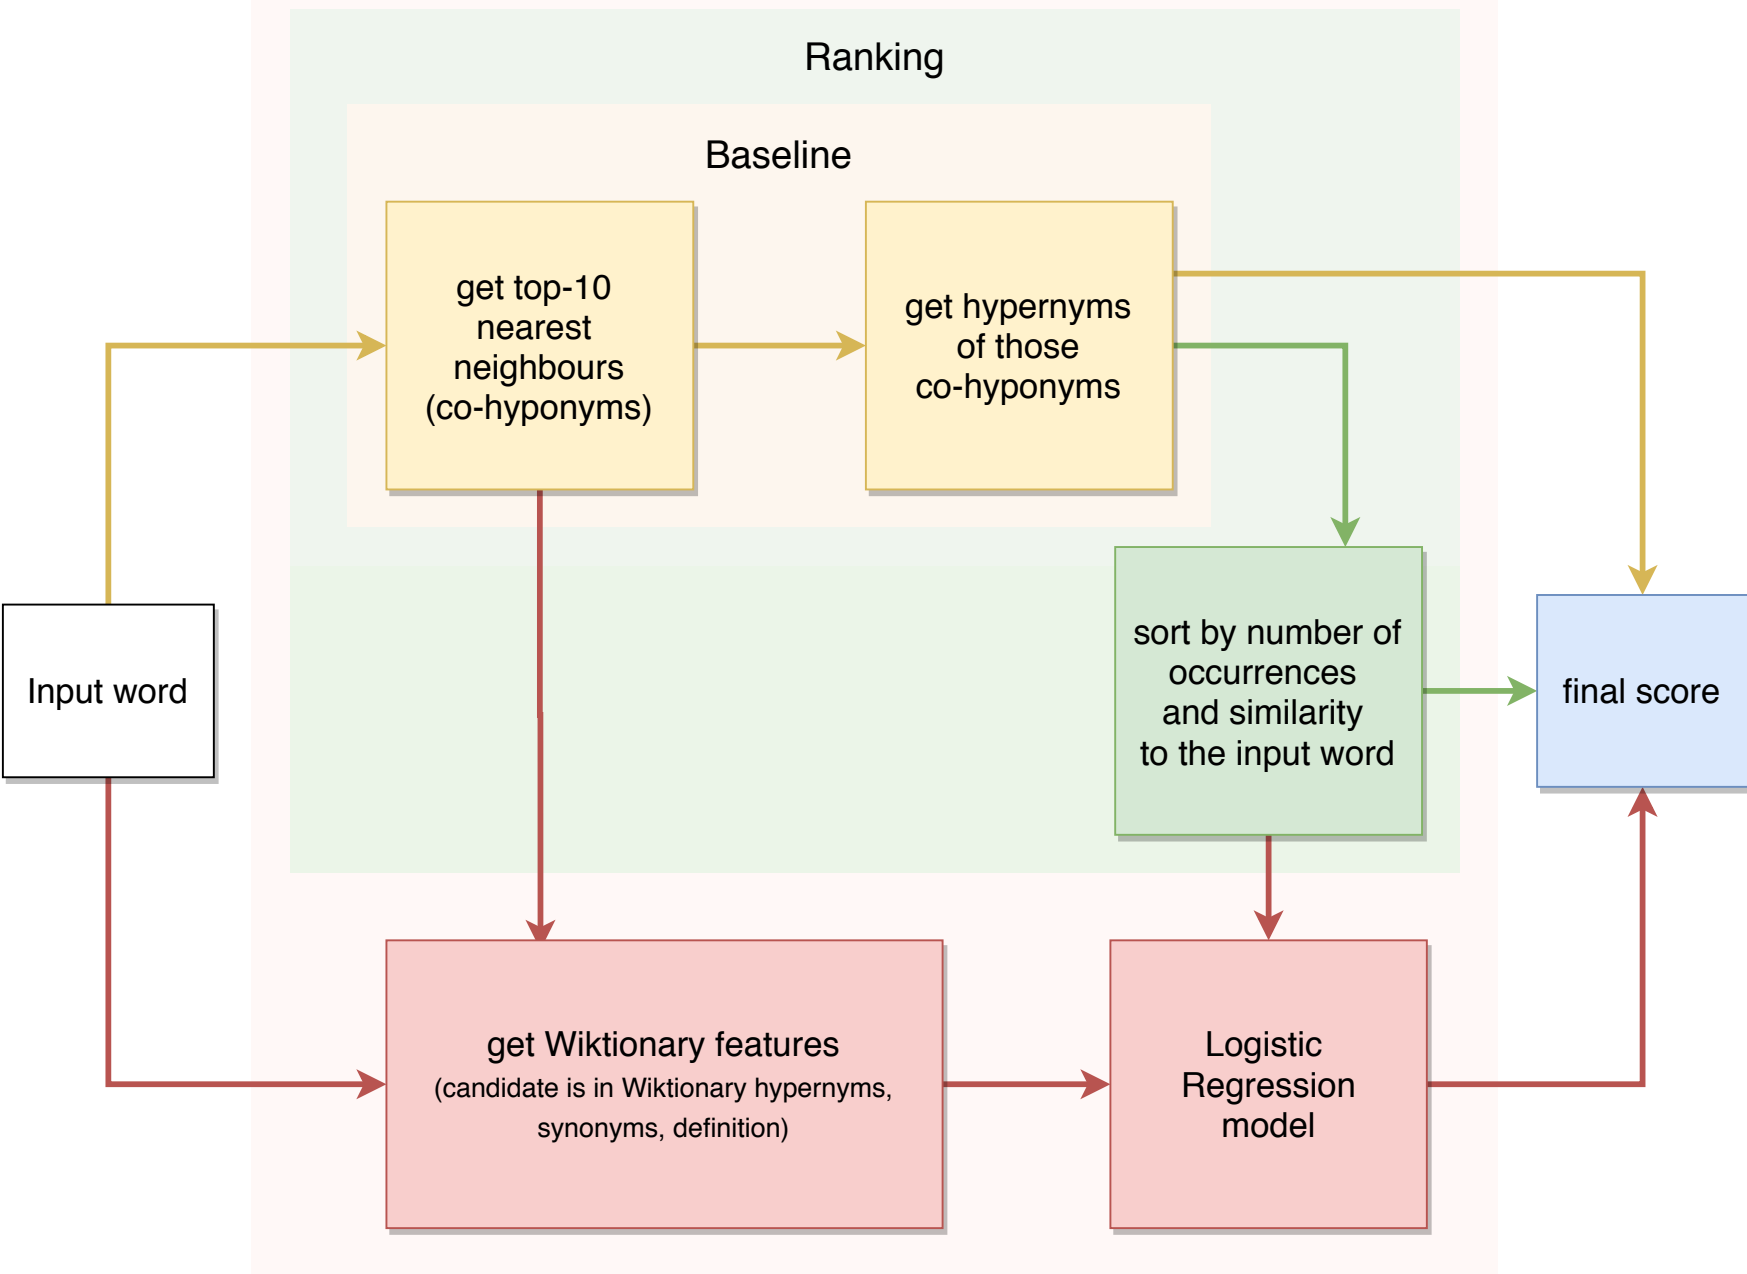 Ranking
Baseline
get top-10
nearest
neighbours
(co-hyponyms)
get hypernyms
of those
co-hyponyms
Input word
sort by number of
occurrences
and similarity
to the input word
final score
get Wiktionary features
(candidate is in Wiktionary hypernyms,
synonyms, definition)
Logistic
Regression
model